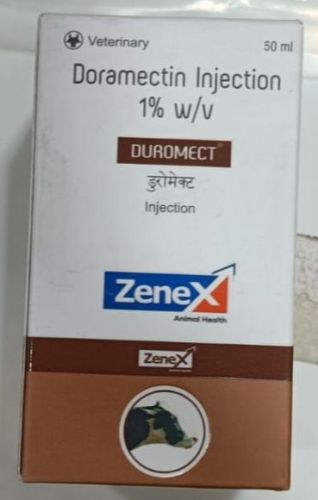 Veterinary 50 ml
Doramectin Injection
1% w/v
DUROMECT®
डुरोमेक्ट
Injection
Zenex
Animal Health
Zenex